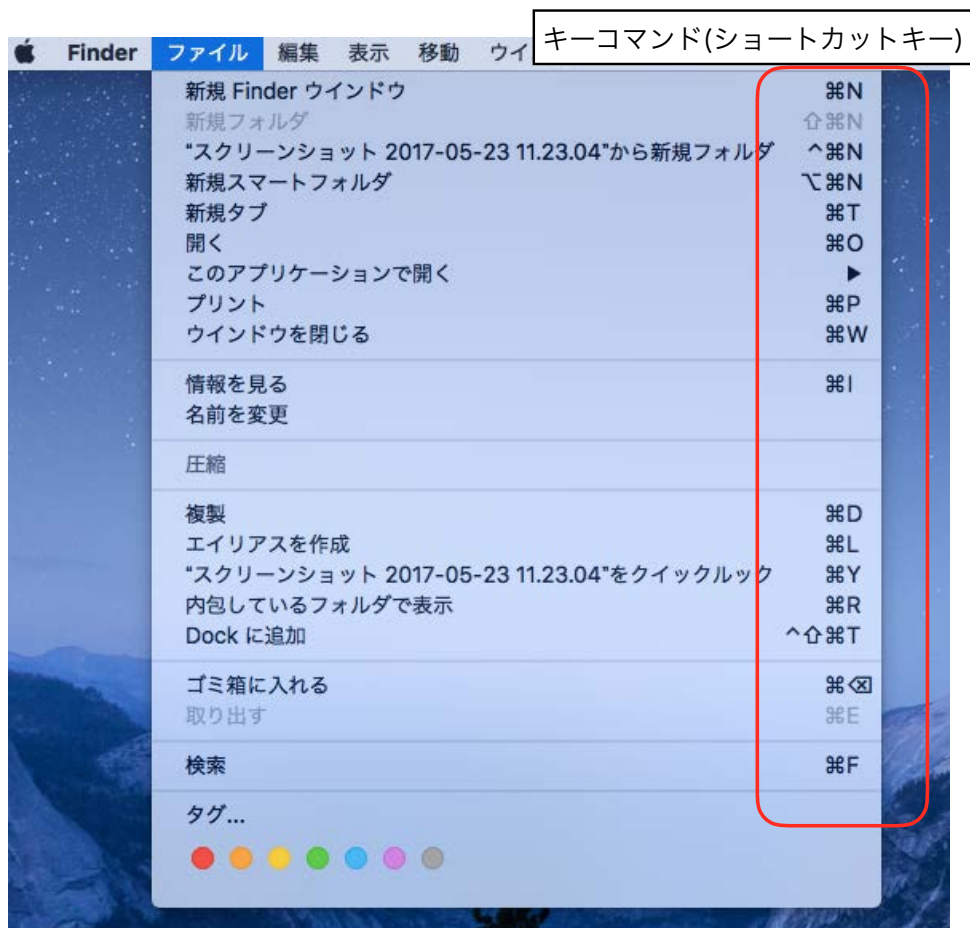 キーコマンド(ショートカットキー)
Finder ファイル 編集 表示 移動 ウイ
新規 Finder ウインドウ ⌘N
新規フォルダ ⇧⌘N
“スクリーンショット 2017-05-23 11.23.04”から新規フォルダ ^⌘N
新規スマートフォルダ ⌥⌘N
新規タブ ⌘T
開く ⌘O
このアプリケーションで開く ▶
プリント ⌘P
ウインドウを閉じる ⌘W
情報を見る ⌘I
名前を変更
圧縮
複製 ⌘D
エイリアスを作成 ⌘L
“スクリーンショット 2017-05-23 11.23.04”をクイックルック ⌘Y
内包しているフォルダで表示 ⌘R
Dock に追加 ^⇧⌘T
ゴミ箱に入れる ⌘⌫
取り出す ⌘E
検索 ⌘F
タグ...